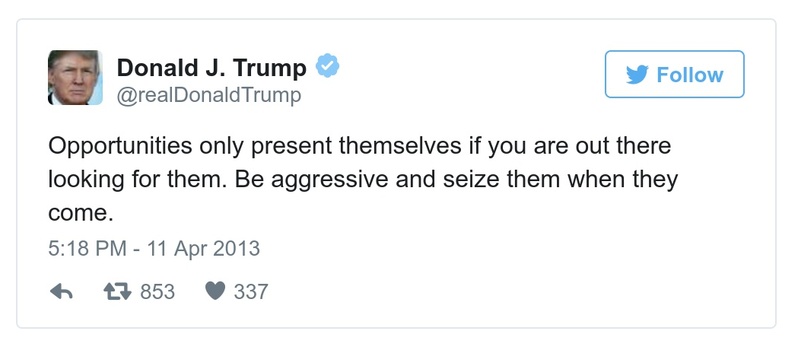 Donald J. Trump
@realDonaldTrump
Follow
Opportunities only present themselves if you are out there
looking for them. Be aggressive and seize them when they
come.
5:18 PM - 11 Apr 2013
853 337